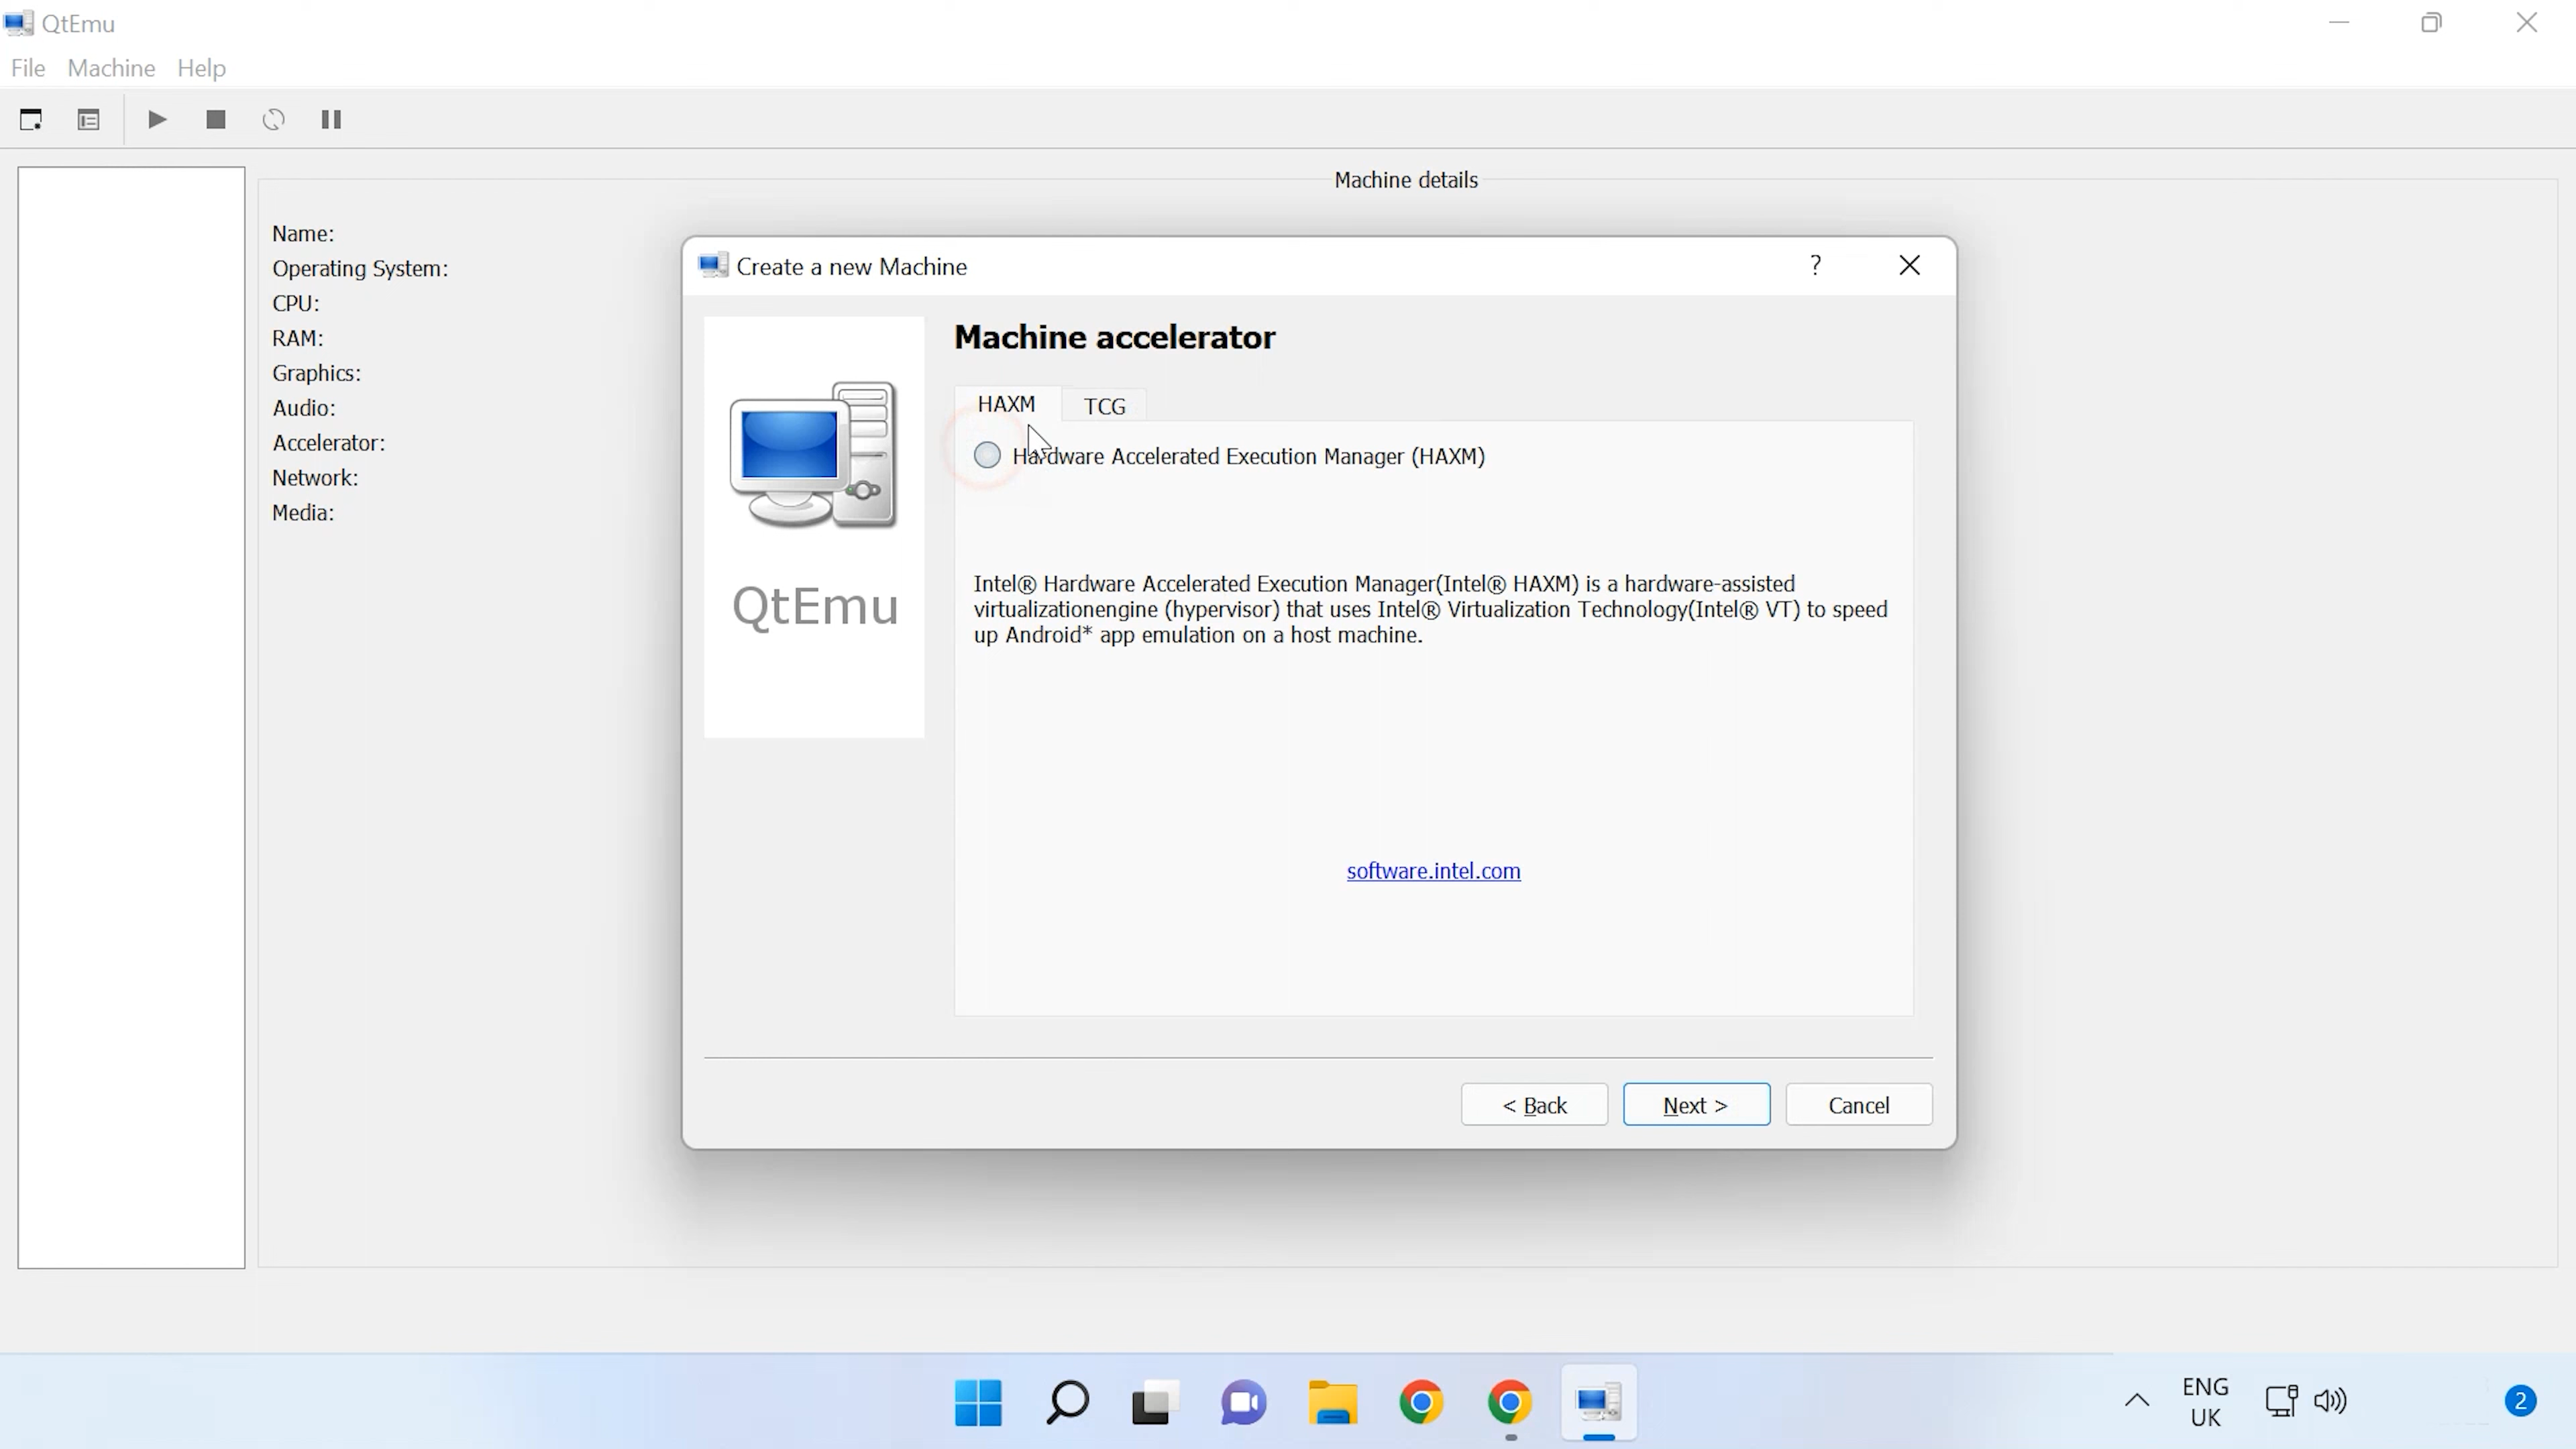 QtEmu
File Machine Help
Machine details
Name:
Operating System:
CPU:
RAM:
Graphics:
Audio:
Accelerator:
Network:
Media:
Create a new Machine
?
QtEmu
Machine accelerator
HAXM TCG
Hardware Accelerated Execution Manager (HAXM)
Intel® Hardware Accelerated Execution Manager(Intel® HAXM) is a hardware-assisted
virtualizationengine (hypervisor) that uses Intel® Virtualization Technology(Intel® VT) to speed
up Android* app emulation on a host machine.
software.intel.com
< Back Next > Cancel
ENG
UK
2